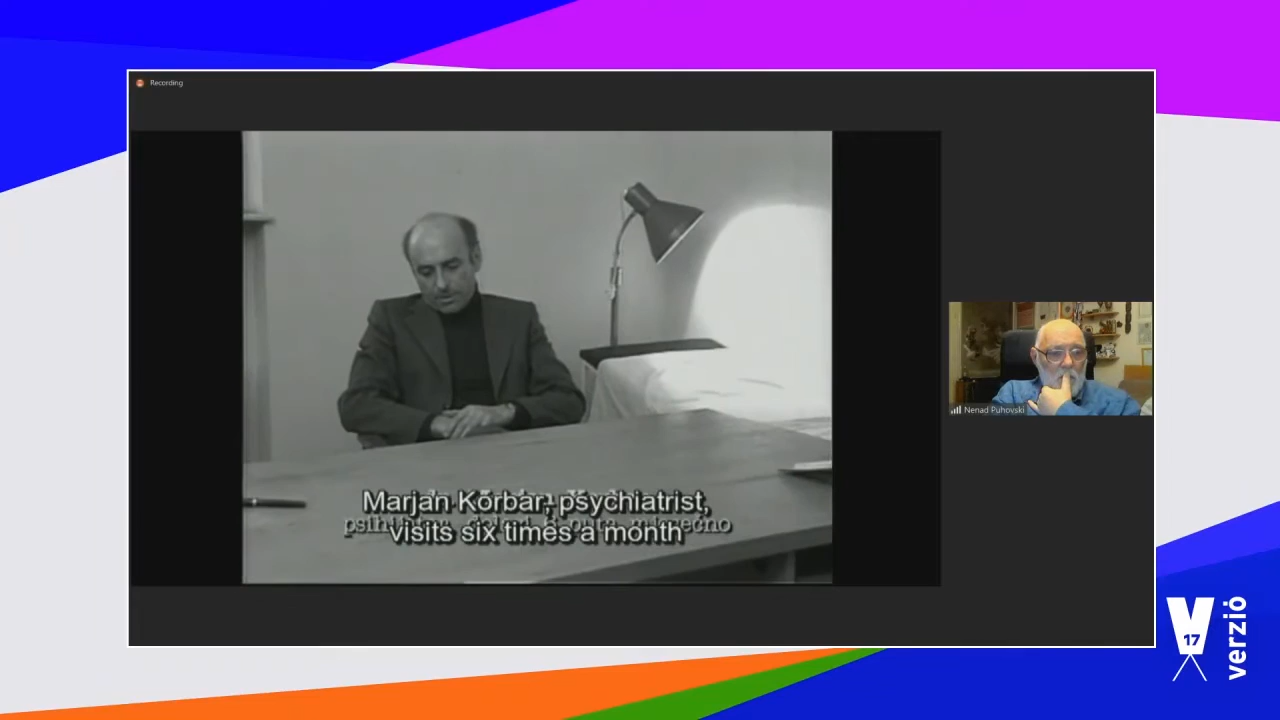 Recording
Marjan Korbar, psychiatrist,
visits six times a month
Nenad Puhovski
17
verzió